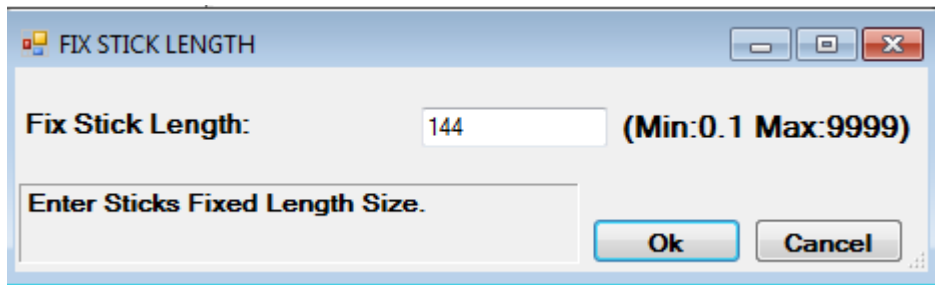 FIX STICK LENGTH
Fix Stick Length: 144 (Min:0.1 Max:9999)
Enter Sticks Fixed Length Size.
Ok Cancel